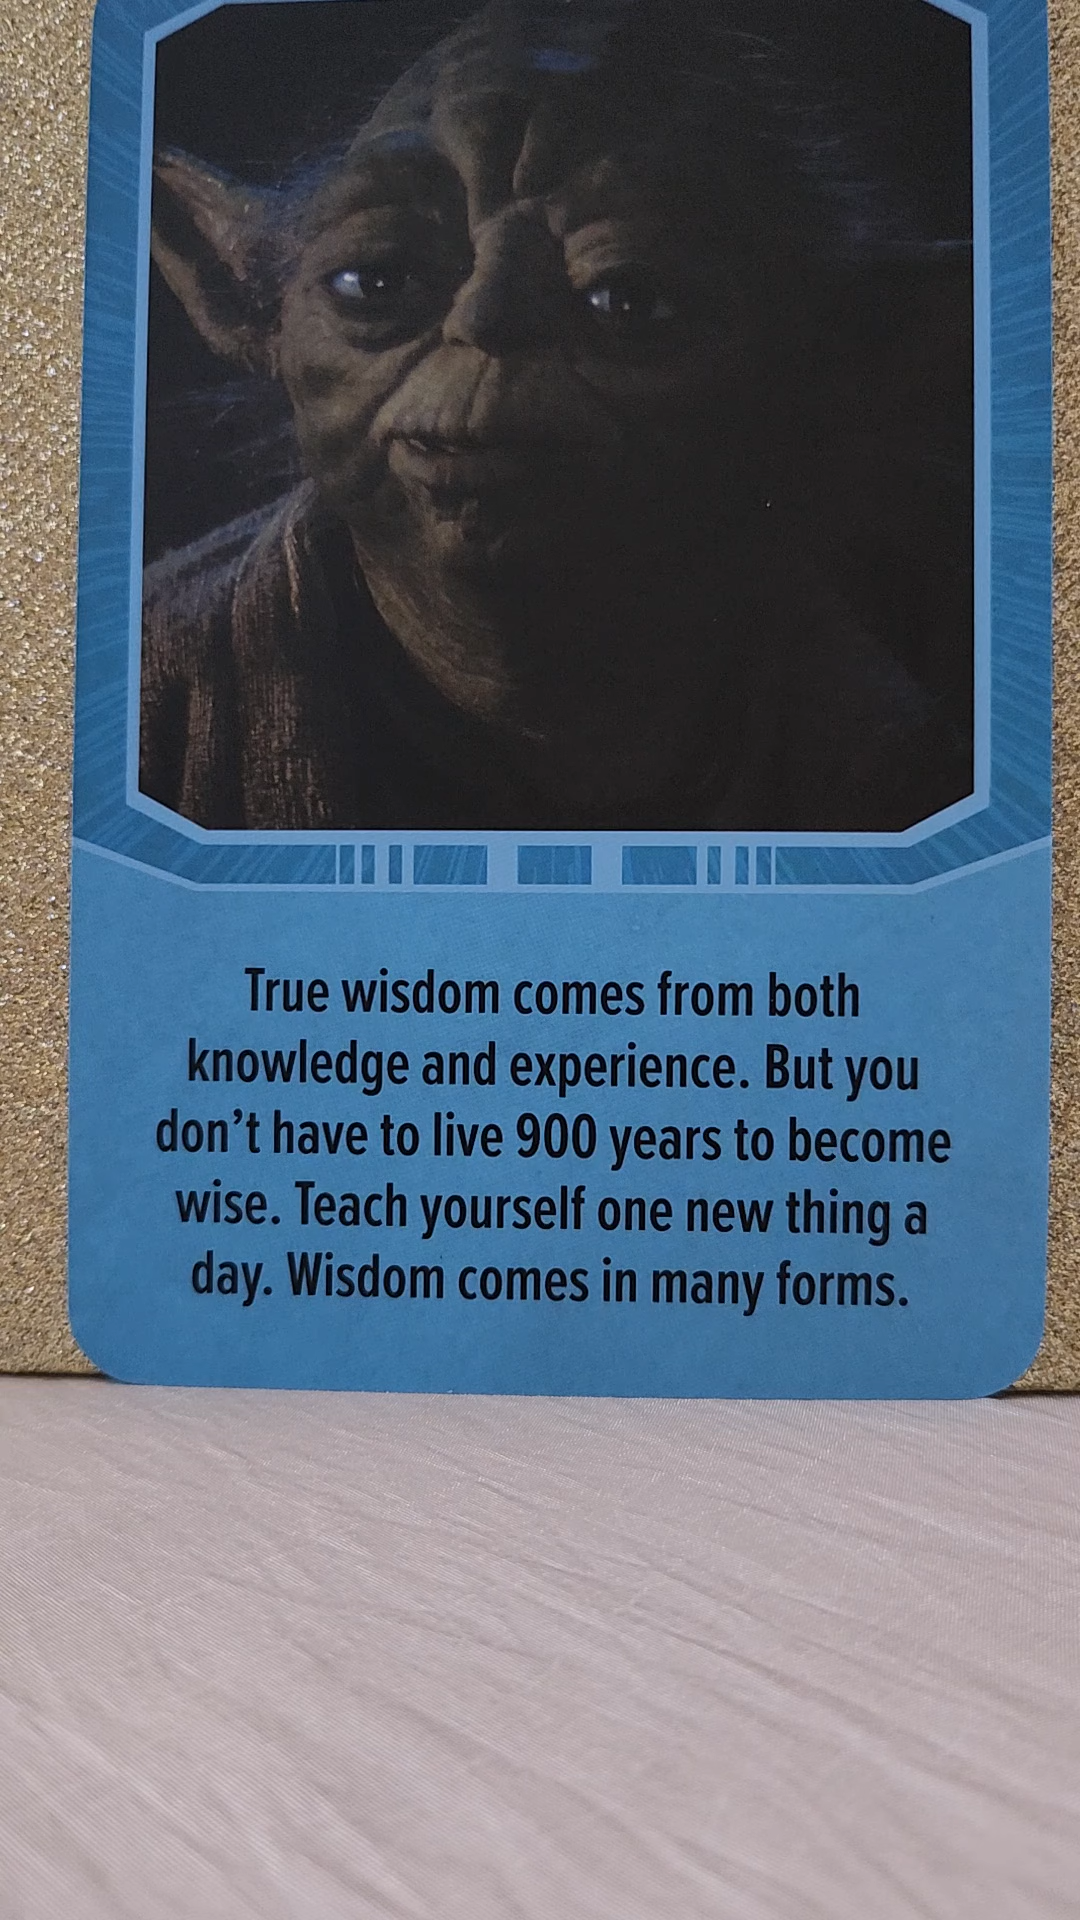 True wisdom comes from both
knowledge and experience. But you
don’t have to live 900 years to become
wise. Teach yourself one new thing a
day. Wisdom comes in many forms.